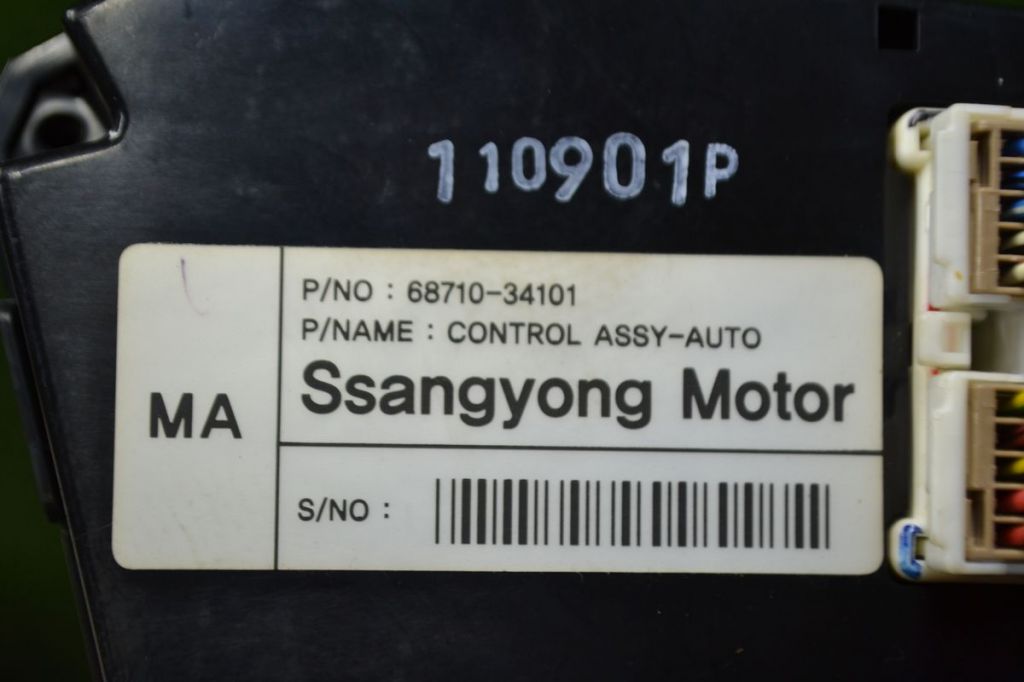 110901P
P/NO : 68710-34101
P/NAME : CONTROL ASSY-AUTO
Ssangyong Motor
MA
S/NO :